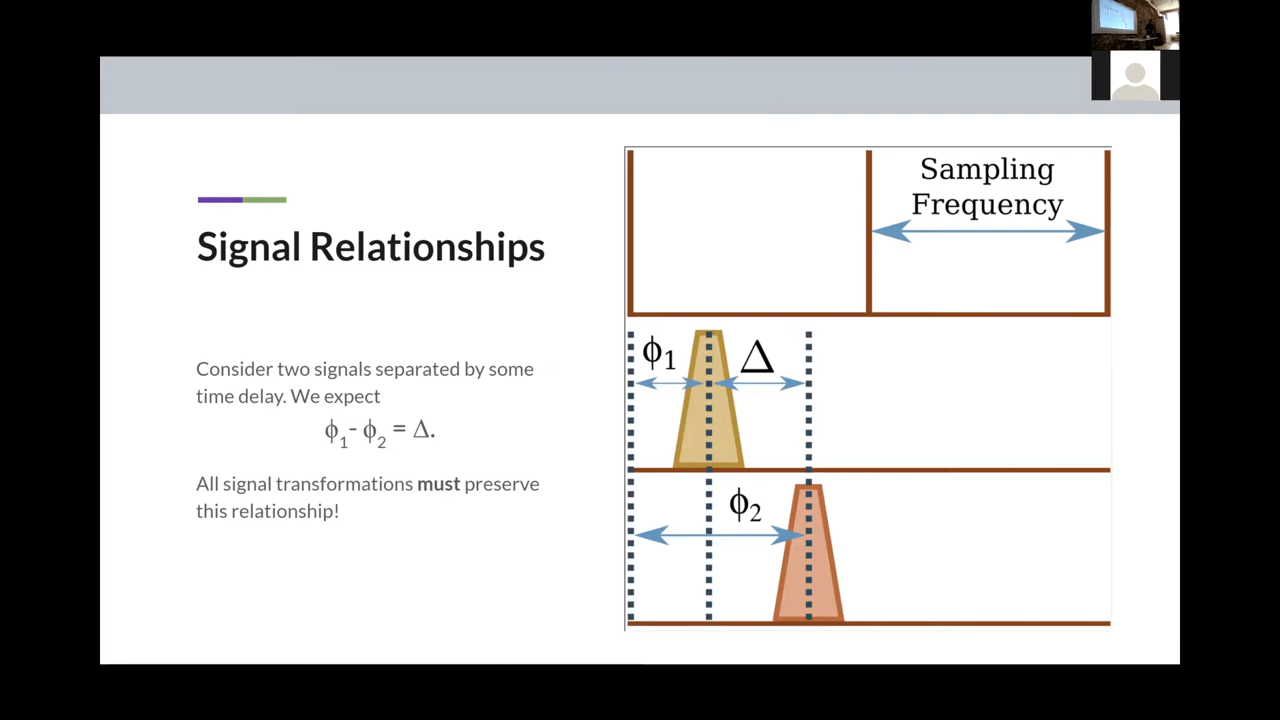 Signal Relationships
Consider two signals separated by some
time delay. We expect
ϕ₁- ϕ₂ = Δ.
All signal transformations must preserve
this relationship!
Sampling
Frequency
ϕ₁
Δ
ϕ₂